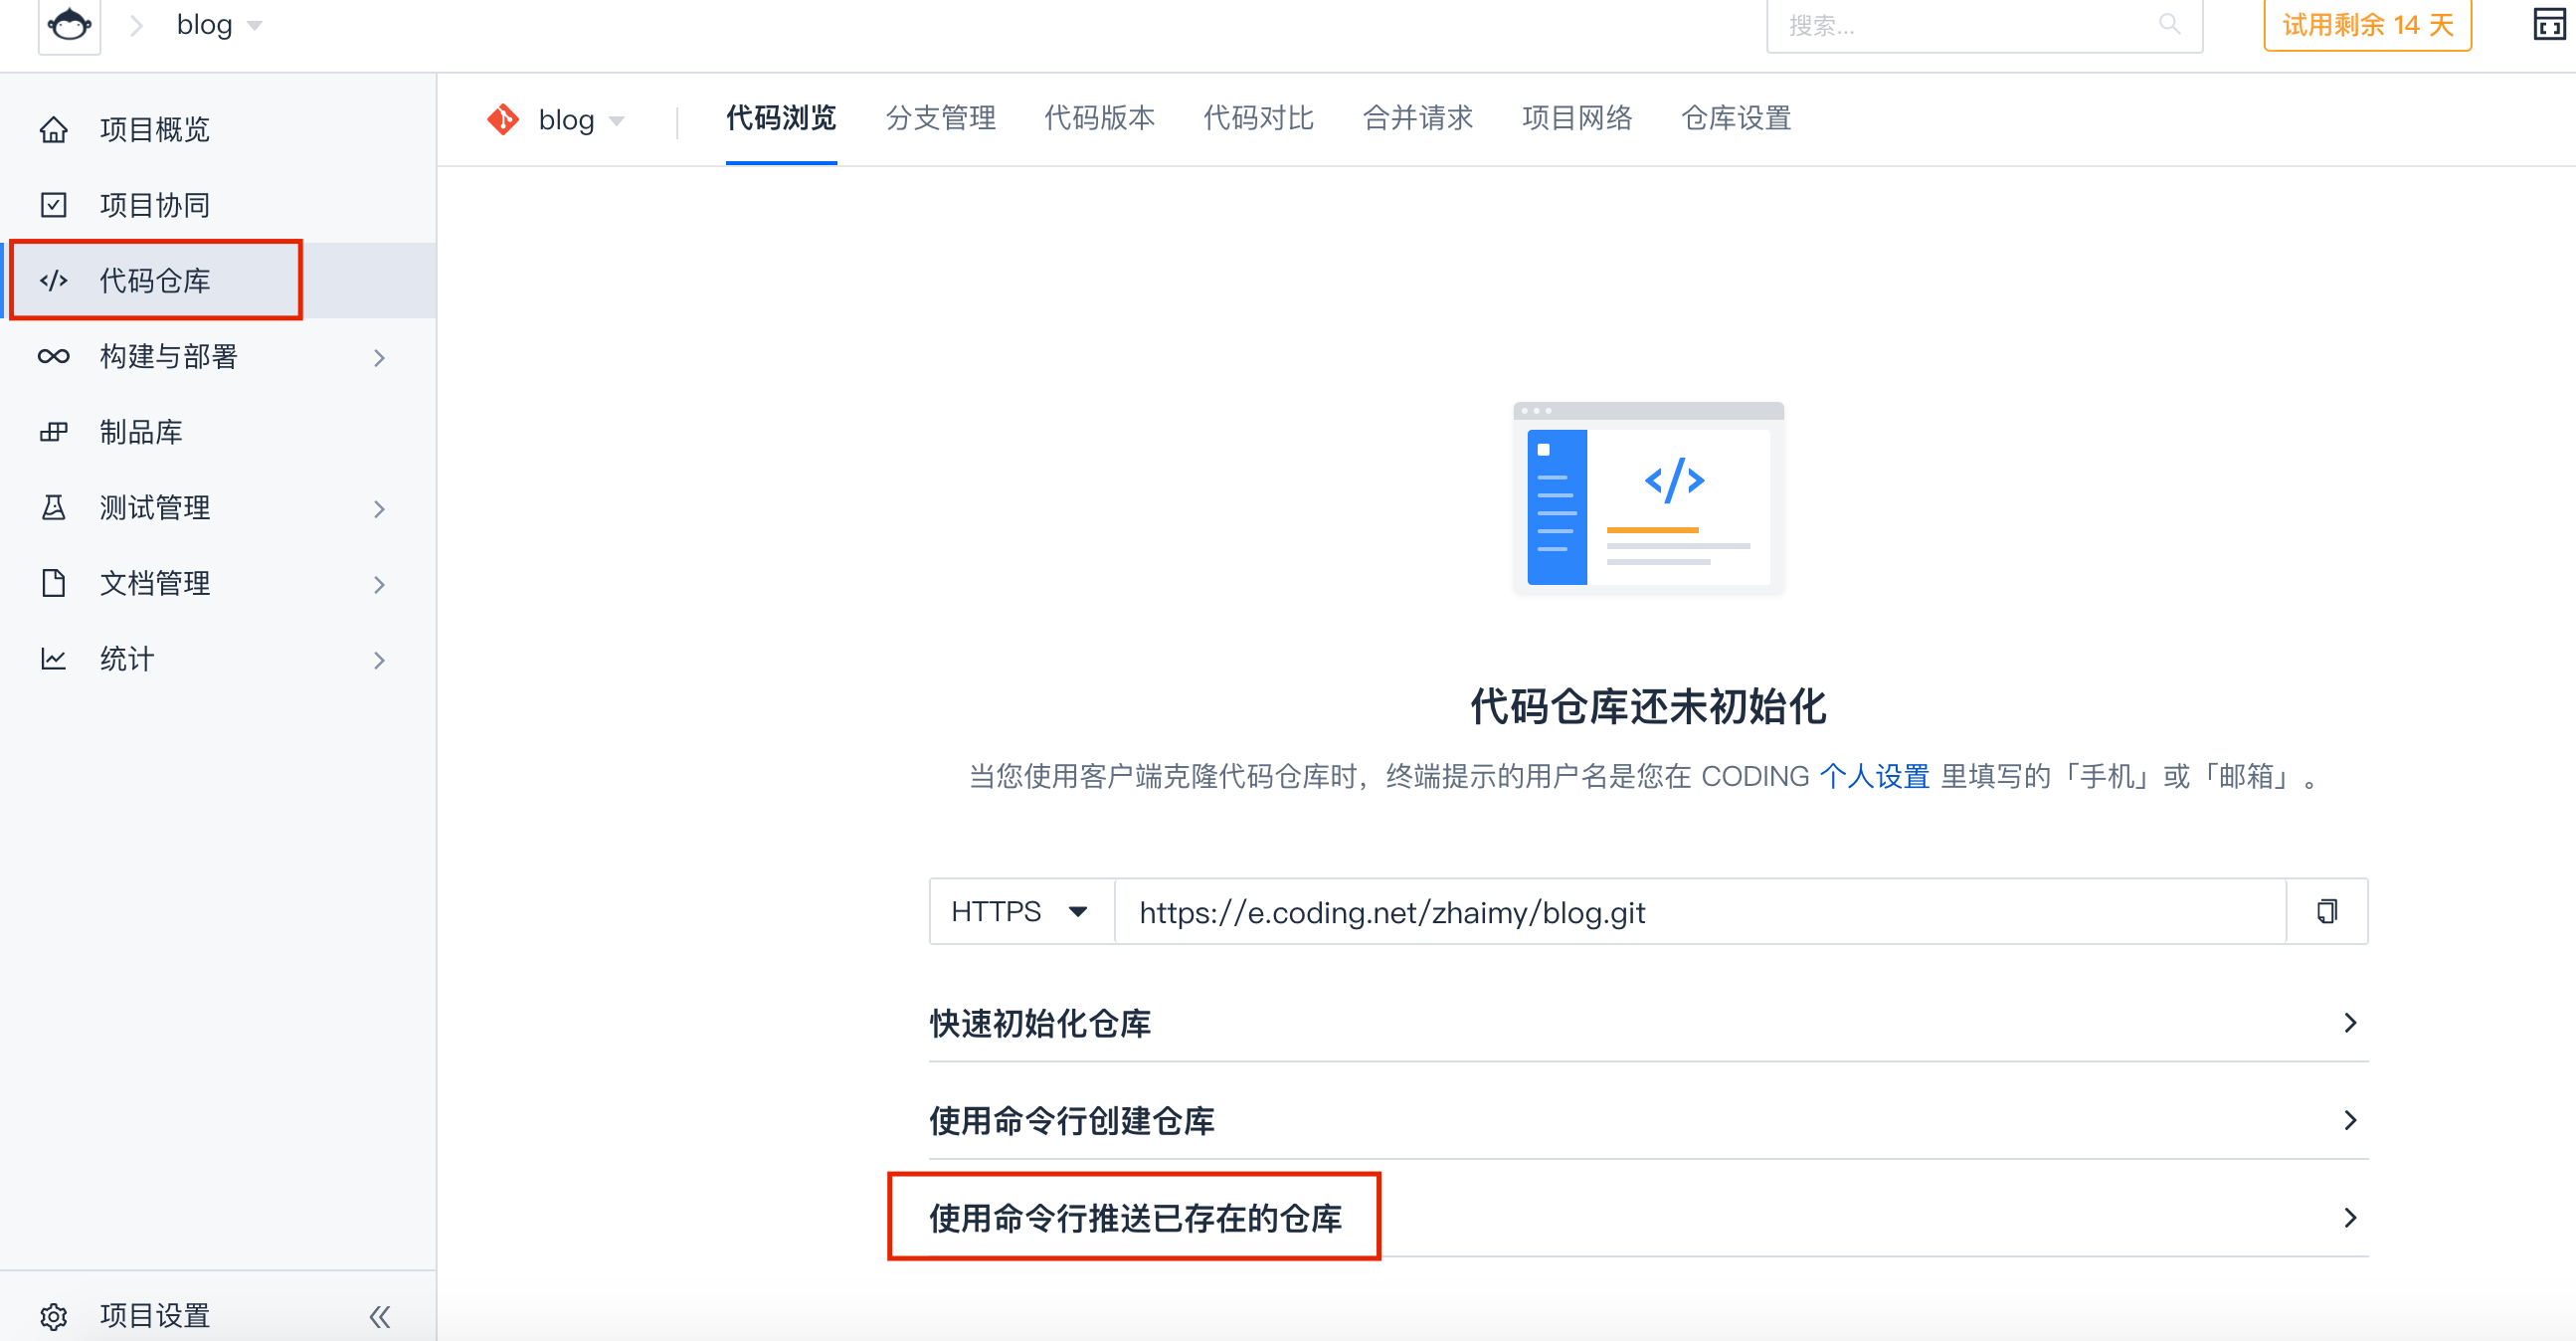 blog
搜索...
试用剩余 14 天
项目概览
项目协同
代码仓库
构建与部署
制品库
测试管理
文档管理
统计
项目设置
blog
代码浏览 分支管理 代码版本 代码对比 合并请求 项目网络 仓库设置
代码仓库还未初始化
当您使用客户端克隆代码仓库时，终端提示的用户名是您在 CODING 个人设置 里填写的「手机」或「邮箱」。
HTTPS https://e.coding.net/zhaimy/blog.git
快速初始化仓库
使用命令行创建仓库
使用命令行推送已存在的仓库